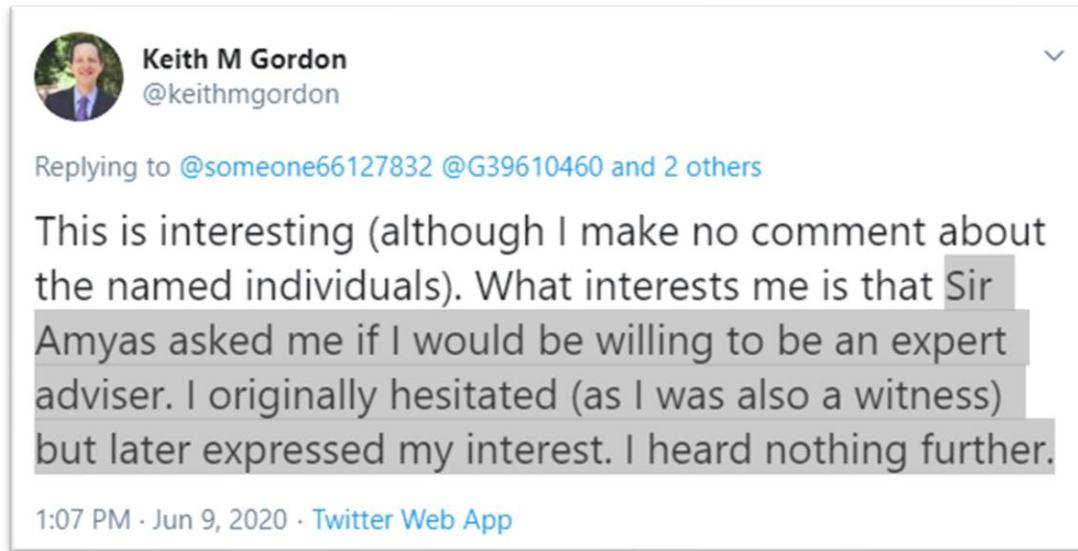 Keith M Gordon
@keithmgordon
Replying to @someone66127832 @G39610460 and 2 others
This is interesting (although I make no comment about
the named individuals). What interests me is that Sir
Amyas asked me if I would be willing to be an expert
adviser. I originally hesitated (as I was also a witness)
but later expressed my interest. I heard nothing further.
1:07 PM · Jun 9, 2020 · Twitter Web App